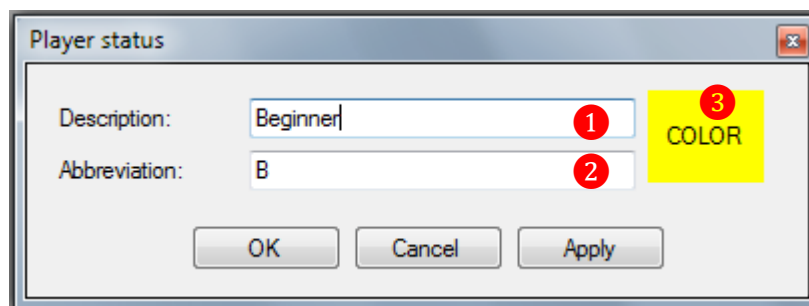 Player status
Description: Beginner 1
3
COLOR
Abbreviation: B 2
OK Cancel Apply